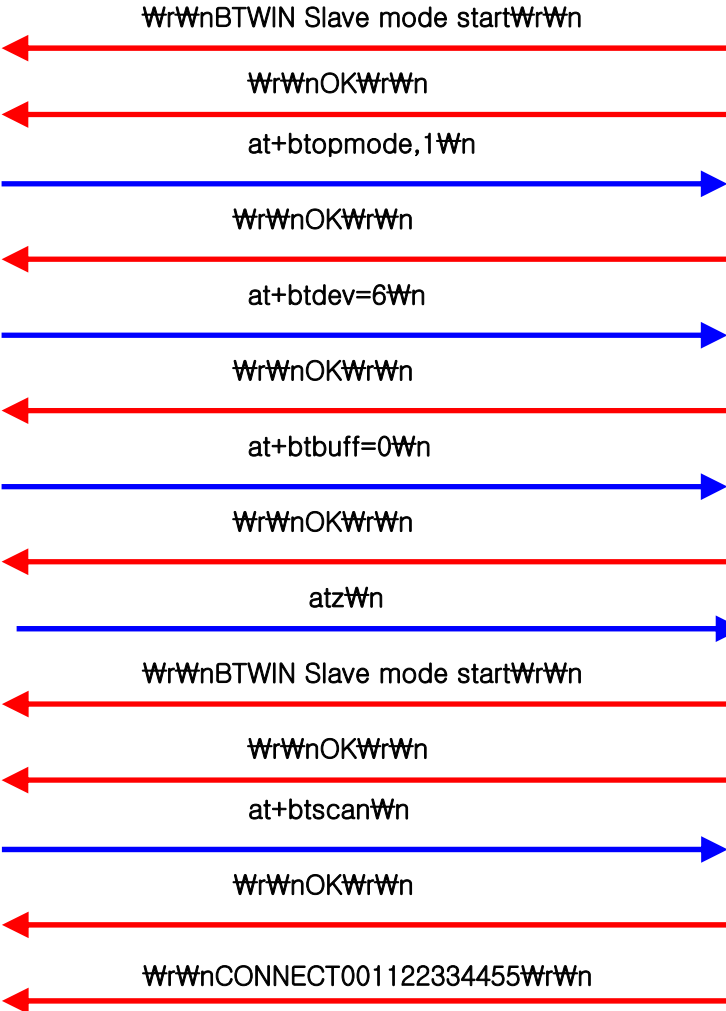 ₩r₩nBTWIN Slave mode start₩r₩n
₩r₩nOK₩r₩n
at+btopmode,1₩n
₩r₩nOK₩r₩n
at+btdev=6₩n
₩r₩nOK₩r₩n
at+btbuff=0₩n
₩r₩nOK₩r₩n
atz₩n
₩r₩nBTWIN Slave mode start₩r₩n
₩r₩nOK₩r₩n
at+btscan₩n
₩r₩nOK₩r₩n
₩r₩nCONNECT001122334455₩r₩n